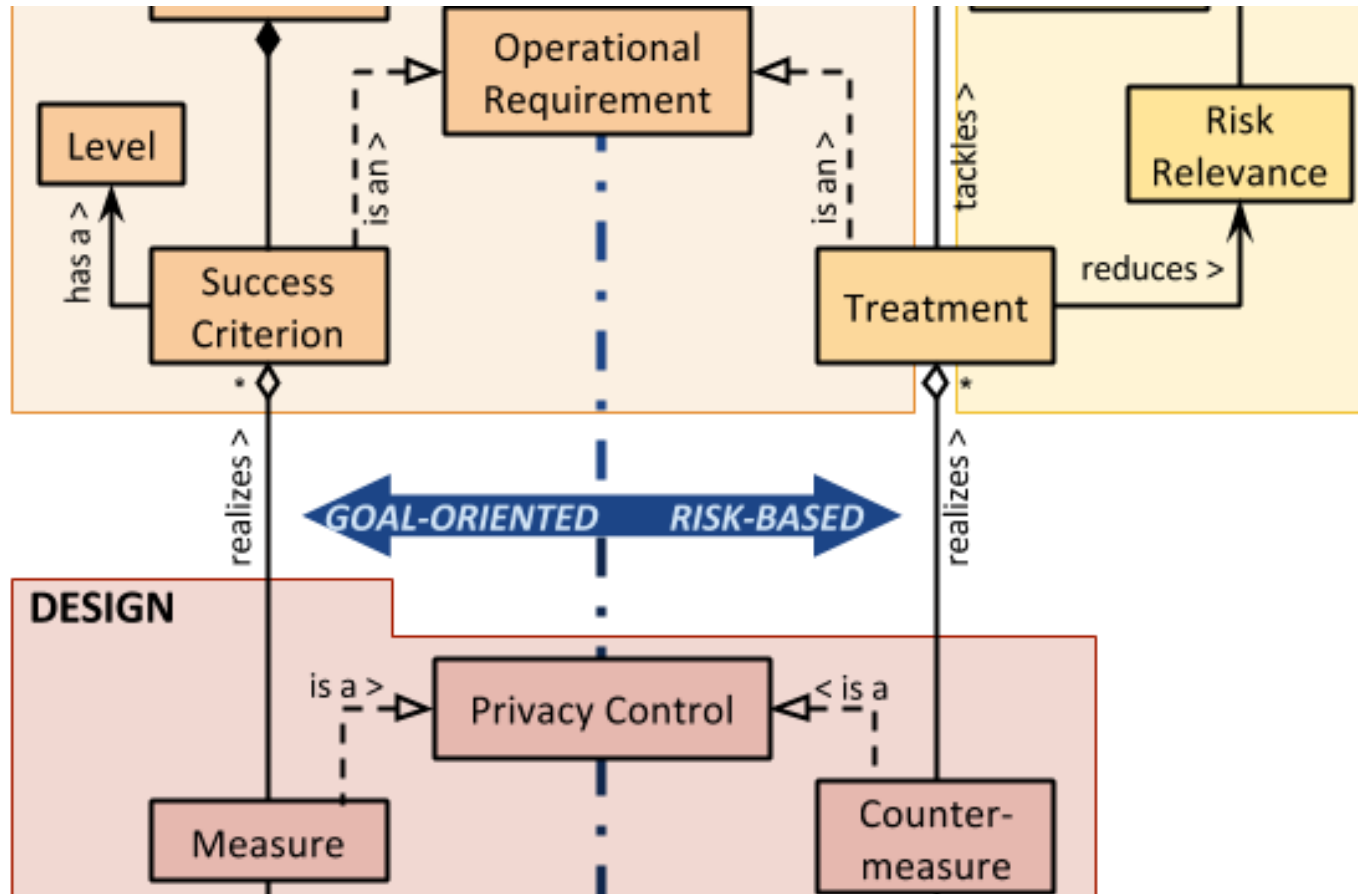 Operational
Requirement
Level
is an >
is an >
tackles >
Risk
Relevance
has a >
Success
Criterion
Treatment
reduces >
*
*
realizes >
realizes >
GOAL-ORIENTED
RISK-BASED
DESIGN
is a >
< is a
Privacy Control
Measure
Counter-
measure